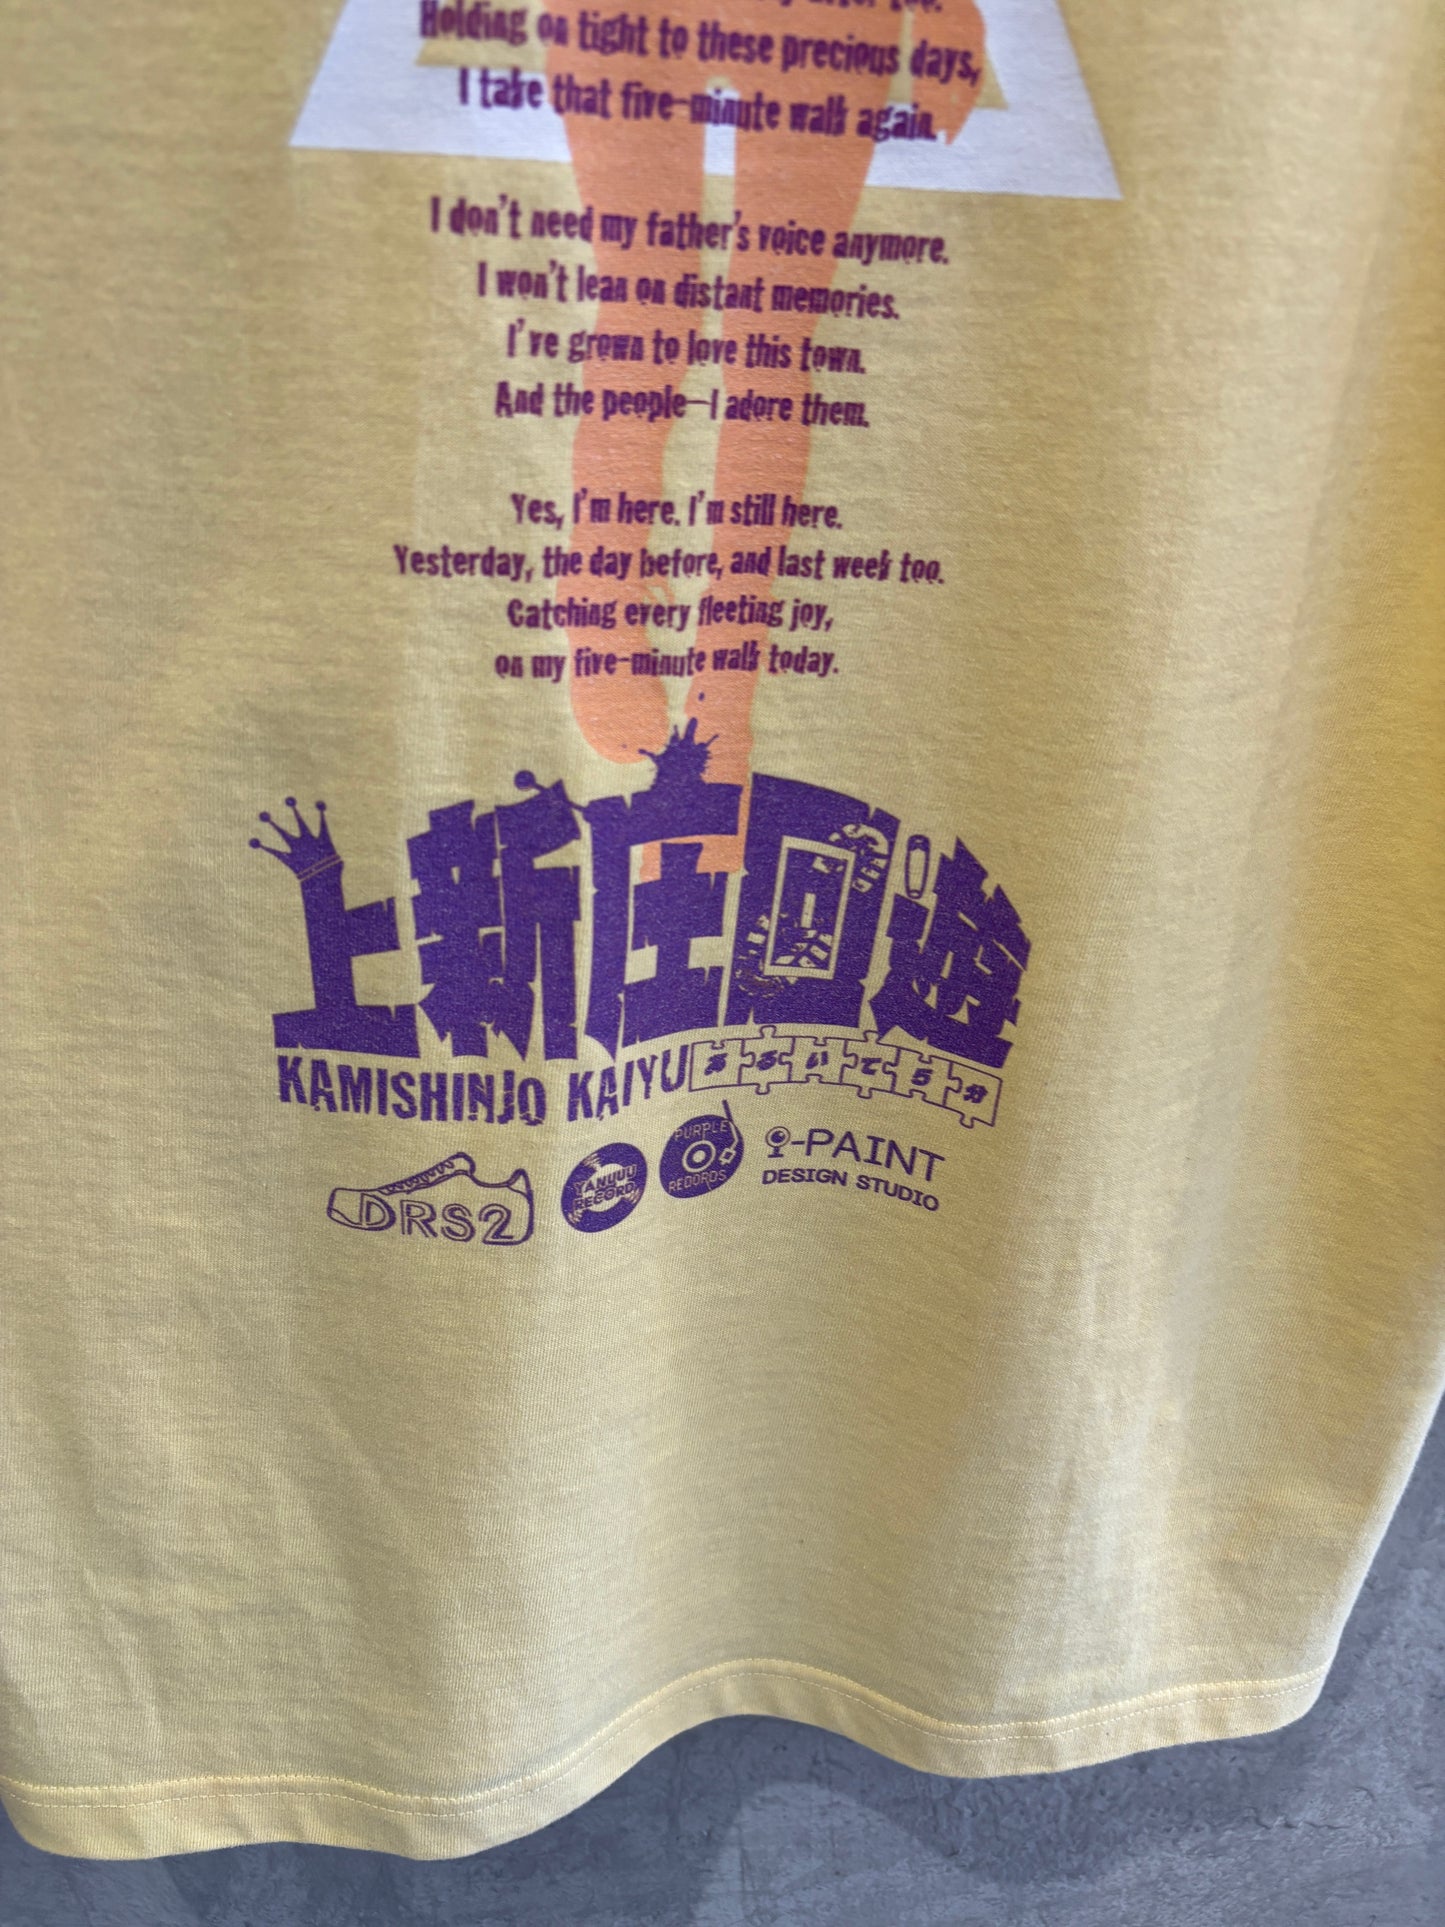 Holding on tight to these precious days,
I take that five-minute walk again.
I don't need my father's voice anymore.
I won't lean on distant memories.
I've grown to love this town.
And the people—I adore them.
Yes, I'm here. I'm still here.
Yesterday, the day before, and last week too.
Catching every fleeting joy,
on my five-minute walk today.
上新庄回遊
KAMISHINJO KAIYU あるいて5分
DRS2
YANUUU RECORD
PURPLE RECORDS
i-PAINT
DESIGN STUDIO